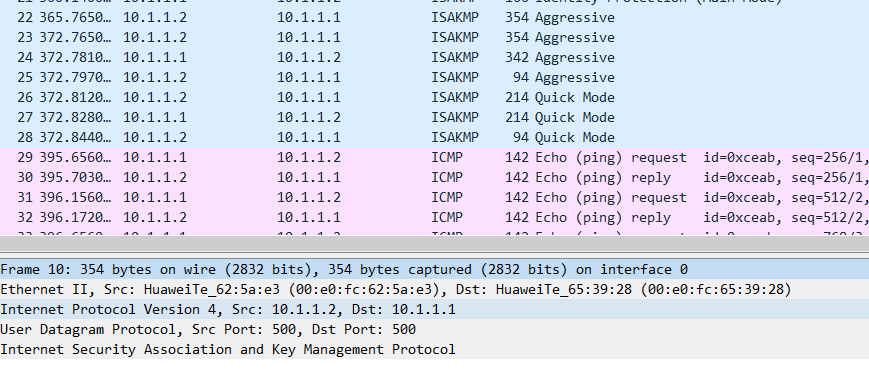 Identity Protection (Main Mode)
22 365.7650… 10.1.1.2 10.1.1.1 ISAKMP 354 Aggressive
23 372.7650… 10.1.1.2 10.1.1.1 ISAKMP 354 Aggressive
24 372.7810… 10.1.1.1 10.1.1.2 ISAKMP 342 Aggressive
25 372.7970… 10.1.1.2 10.1.1.1 ISAKMP 94 Aggressive
26 372.8120… 10.1.1.2 10.1.1.1 ISAKMP 214 Quick Mode
27 372.8280… 10.1.1.1 10.1.1.2 ISAKMP 214 Quick Mode
28 372.8440… 10.1.1.2 10.1.1.1 ISAKMP 94 Quick Mode
29 395.6560… 10.1.1.1 10.1.1.2 ICMP 142 Echo (ping) request id=0xceab, seq=256/1,
30 395.7030… 10.1.1.2 10.1.1.1 ICMP 142 Echo (ping) reply id=0xceab, seq=256/1,
31 396.1560… 10.1.1.1 10.1.1.2 ICMP 142 Echo (ping) request id=0xceab, seq=512/2,
32 396.1720… 10.1.1.2 10.1.1.1 ICMP 142 Echo (ping) reply id=0xceab, seq=512/2,
Frame 10: 354 bytes on wire (2832 bits), 354 bytes captured (2832 bits) on interface 0
Ethernet II, Src: HuaweiTe_62:5a:e3 (00:e0:fc:62:5a:e3), Dst: HuaweiTe_65:39:28 (00:e0:fc:65:39:28)
Internet Protocol Version 4, Src: 10.1.1.2, Dst: 10.1.1.1
User Datagram Protocol, Src Port: 500, Dst Port: 500
Internet Security Association and Key Management Protocol